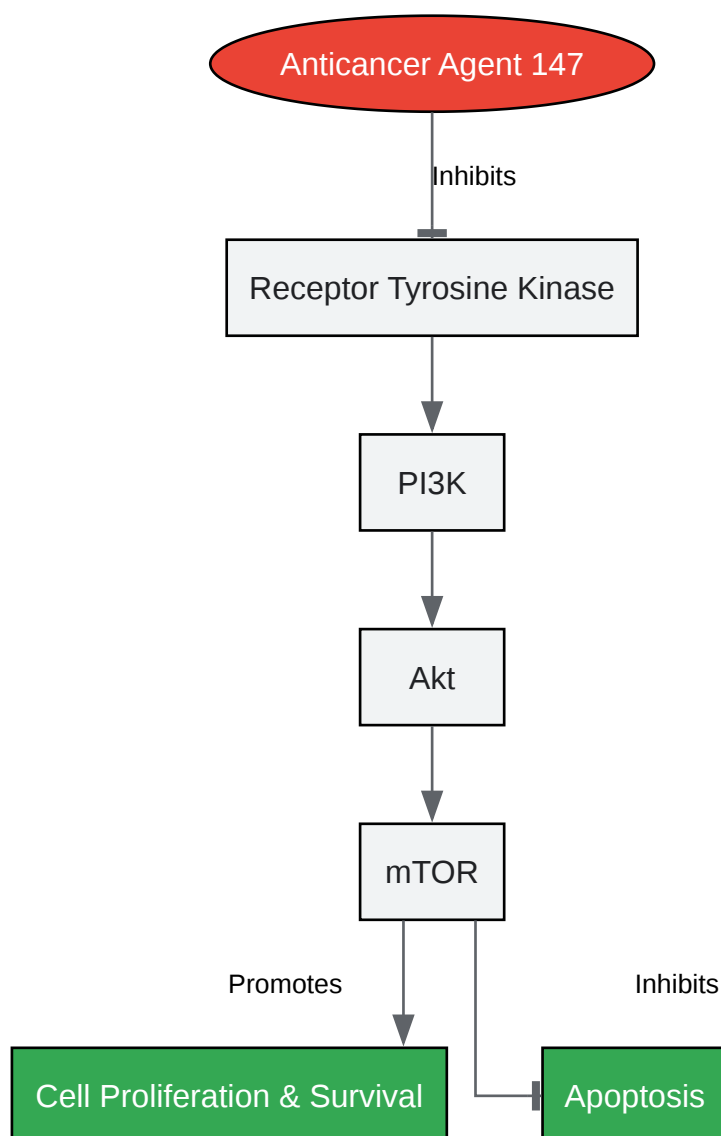 Anticancer Agent 147
Inhibits
Receptor Tyrosine Kinase
PI3K
Akt
mTOR
Promotes
Inhibits
Cell Proliferation & Survival
Apoptosis